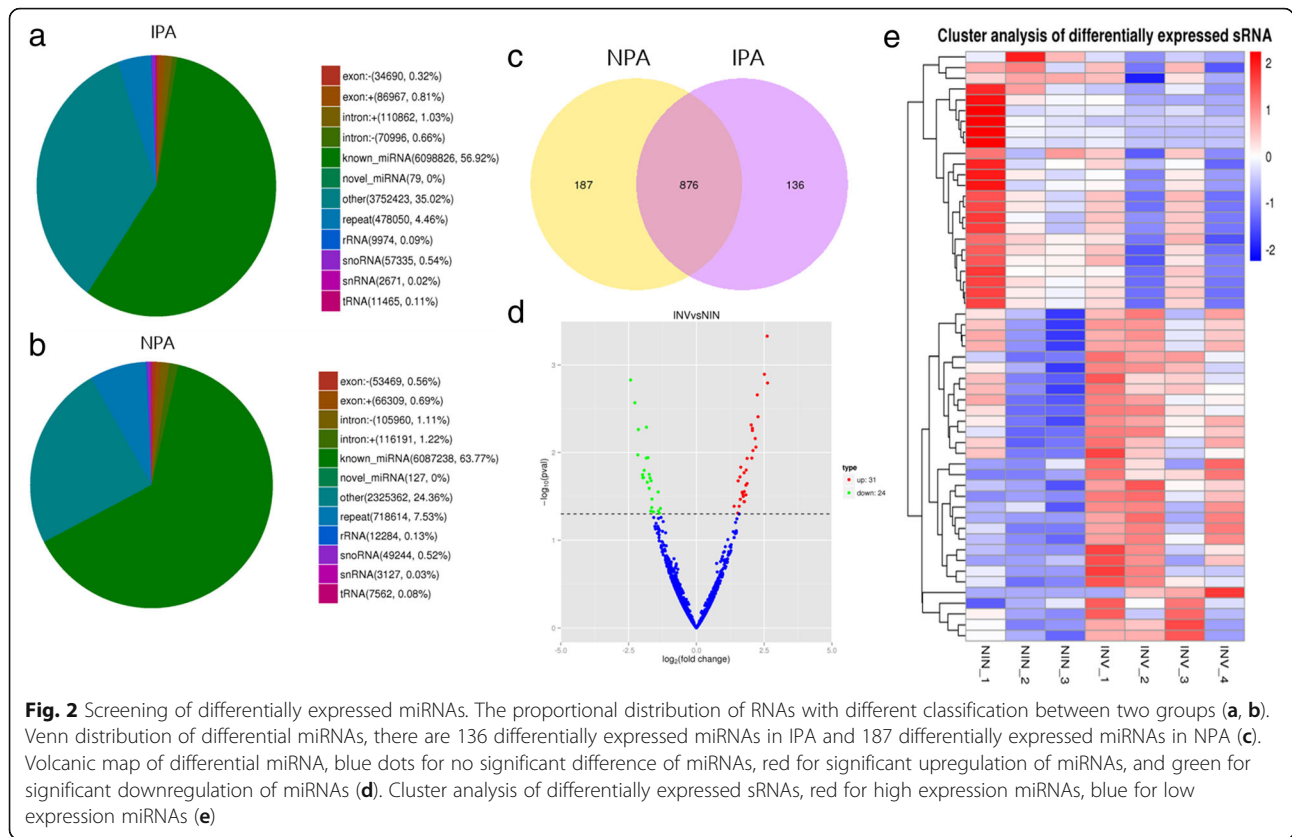 a
IPA
exon:-(34690, 0.32%)
exon:+(86967, 0.81%)
intron:+(110862, 1.03%)
intron:-(70996, 0.66%)
known_miRNA(6098826, 56.92%)
novel_miRNA(79, 0%)
other(3752423, 35.02%)
repeat(478050, 4.46%)
rRNA(9974, 0.09%)
snoRNA(57335, 0.54%)
snRNA(2671, 0.02%)
tRNA(11465, 0.11%)
b
NPA
exon:-(53469, 0.56%)
exon:+(66309, 0.69%)
intron:-(105960, 1.11%)
intron:+(116191, 1.22%)
known_miRNA(6087238, 63.77%)
novel_miRNA(127, 0%)
other(2325362, 24.36%)
repeat(718614, 7.53%)
rRNA(12284, 0.13%)
snoRNA(49244, 0.52%)
snRNA(3127, 0.03%)
tRNA(7562, 0.08%)
c
NPA
IPA
187
876
136
d
INVvsNIN
3
2
1
0
-log10(pval)
-5.0
-2.5
0.0
2.5
5.0
log2(fold change)
type
up: 31
down: 24
e
Cluster analysis of differentially expressed sRNA
2
1
0
-1
-2
NIN_1
NIN_2
NIN_3
INV_1
INV_2
INV_3
INV_4
Fig. 2 Screening of differentially expressed miRNAs. The proportional distribution of RNAs with different classification between two groups (a, b).
Venn distribution of differential miRNAs, there are 136 differentially expressed miRNAs in IPA and 187 differentially expressed miRNAs in NPA (c).
Volcanic map of differential miRNA, blue dots for no significant difference of miRNAs, red for significant upregulation of miRNAs, and green for
significant downregulation of miRNAs (d). Cluster analysis of differentially expressed sRNAs, red for high expression miRNAs, blue for low
expression miRNAs (e)